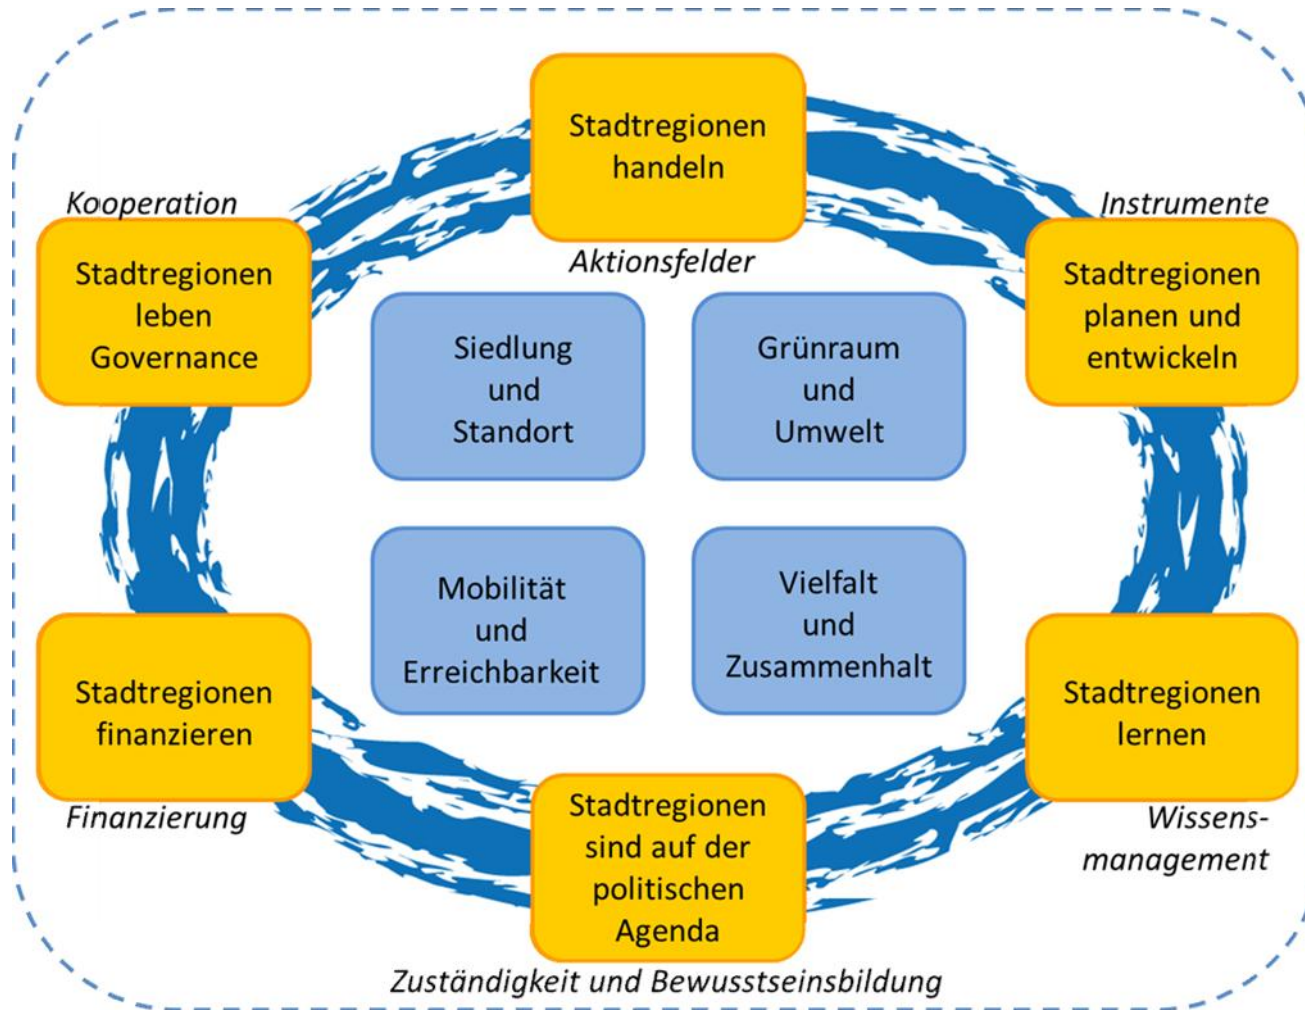 Stadtregionen
handeln
Aktionsfelder
Kooperation
Stadtregionen
leben
Governance
Instrumente
Stadtregionen
planen und
entwickeln
Siedlung
und
Standort
Grünraum
und
Umwelt
Mobilität
und
Erreichbarkeit
Vielfalt
und
Zusammenhalt
Stadtregionen
finanzieren
Finanzierung
Stadtregionen
lernen
Wissens-
management
Stadtregionen
sind auf der
politischen
Agenda
Zuständigkeit und Bewusstseinsbildung